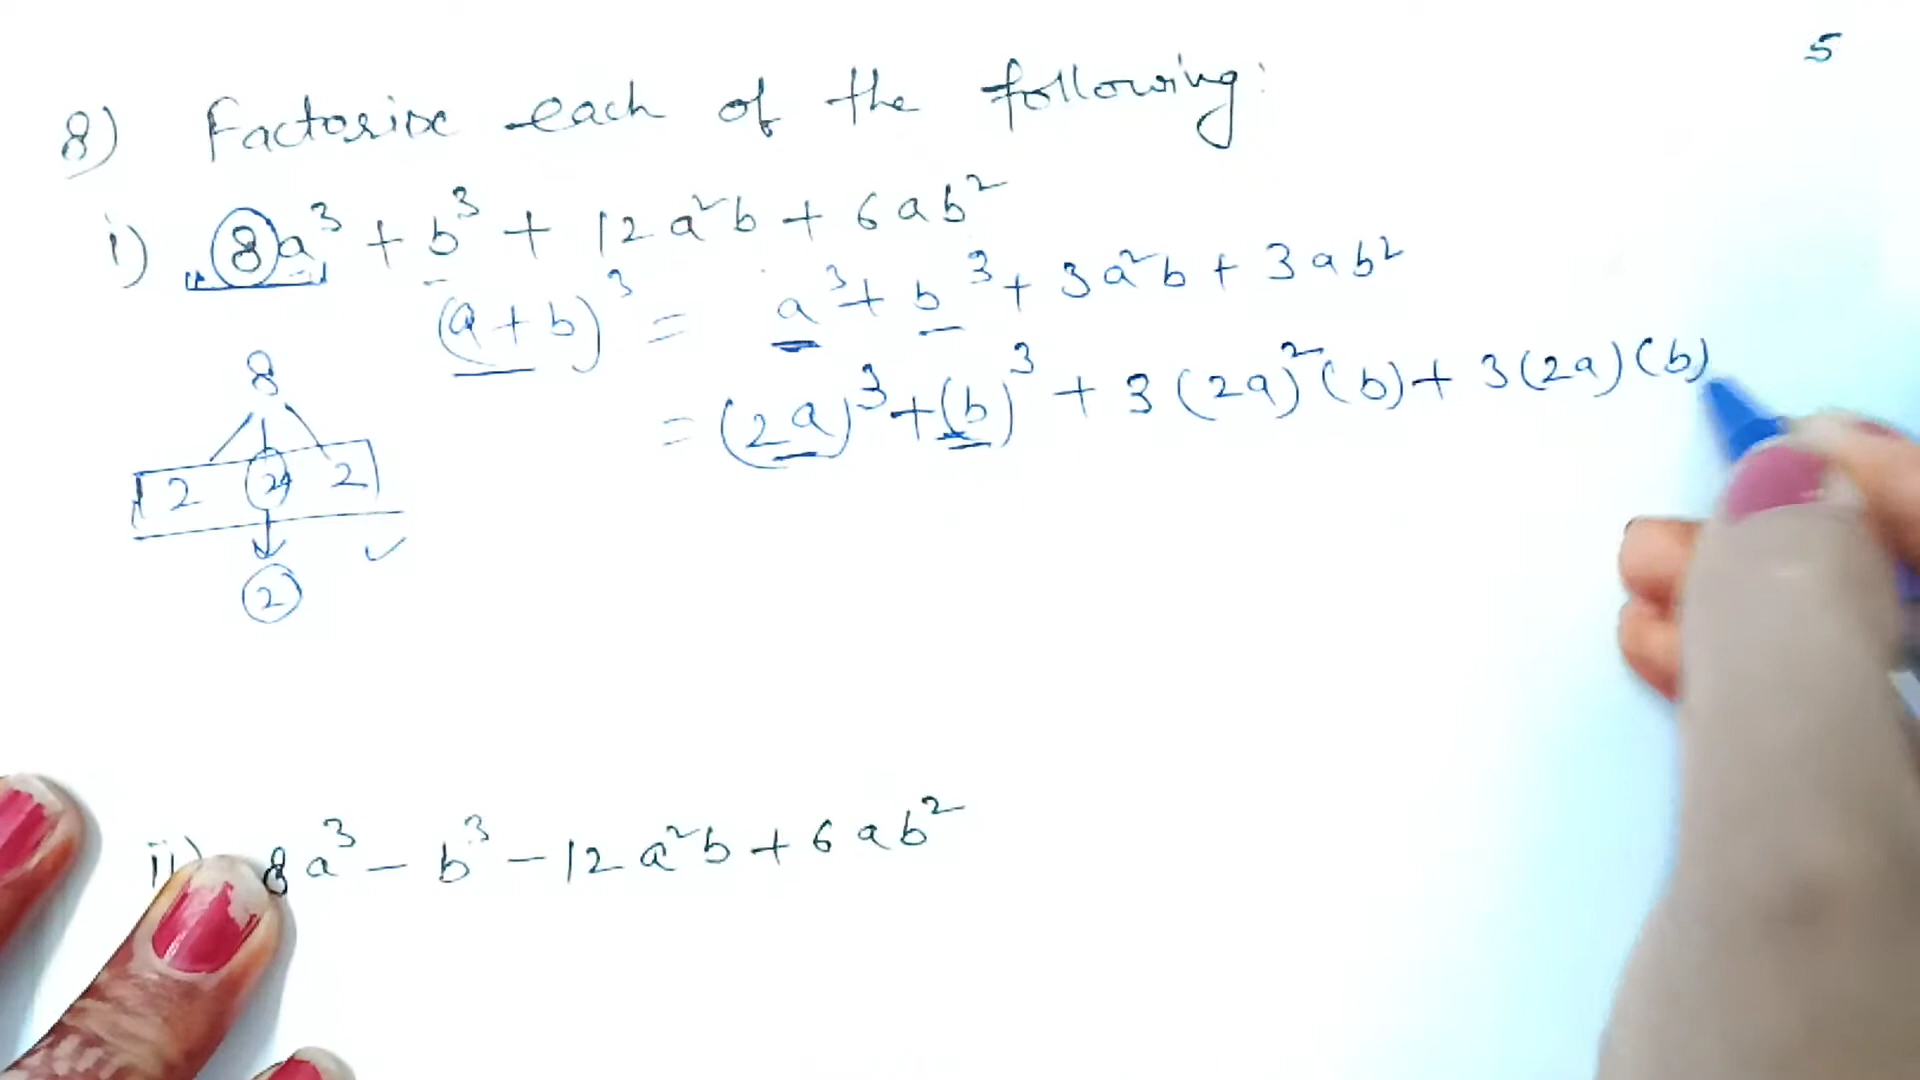 5
8) Factorise each of the following:
i) 8a³ + b³ + 12a²b + 6ab²
(a+b)³ = a³ + b³ + 3a²b + 3ab²
= (2a)³ + (b)³ + 3(2a)²(b) + 3(2a)(b)
8
2 2 2
2
ii) 8a³ - b³ - 12a²b + 6ab²